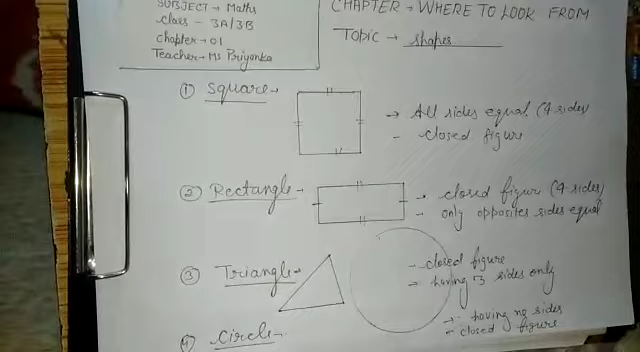 SUBJECT → Maths
Class - 3A/3B
Chapter → 01
Teacher → Ms Priyanka
CHAPTER → WHERE TO LOOK FROM
TOPIC → shapes
① Square →
→ All sides equal (4 sides)
- closed figure
② Rectangle -
→ closed figure (4 sides)
- only opposites sides equal
③ Triangle →
- closed figure
→ having 3 sides only
④ Circle -
→ having no sides
- closed figure